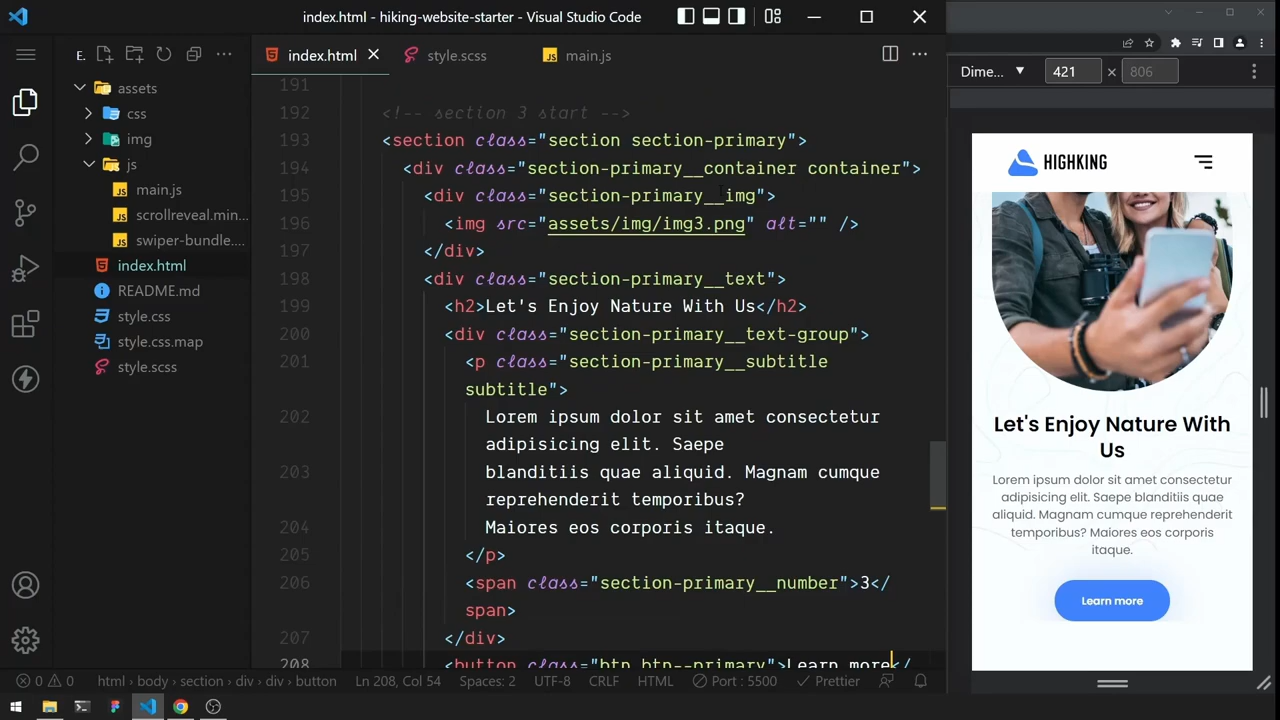 index.html - hiking-website-starter - Visual Studio Code
E.
index.html
style.scss
main.js
assets
css
img
js
main.js
scrollreveal.min...
swiper-bundle....
index.html
README.md
style.css
style.css.map
style.scss
191
192 <!-- section 3 start -->
193 <section class="section section-primary">
194 <div class="section-primary__container container">
195 <div class="section-primary__img">
196 <img src="assets/img/img3.png" alt="" />
197 </div>
198 <div class="section-primary__text">
199 <h2>Let's Enjoy Nature With Us</h2>
200 <div class="section-primary__text-group">
201 <p class="section-primary__subtitle
subtitle">
202 Lorem ipsum dolor sit amet consectetur
adipisicing elit. Saepe
203 blanditiis quae aliquid. Magnam cumque
reprehenderit temporibus?
204 Maiores eos corporis itaque.
205 </p>
206 <span class="section-primary__number">3</
span>
207 </div>
208 <button class="btn btn--primary">Learn more</
0 0
html › body › section › div › div › button
Ln 208, Col 54
Spaces: 2
UTF-8
CRLF
HTML
Port : 5500
Prettier
Dime...
421
×
806
HIGHKING
Let's Enjoy Nature With
Us
Lorem ipsum dolor sit amet consectetur
adipisicing elit. Saepe blanditiis quae
aliquid. Magnam cumque reprehenderit
temporibus? Maiores eos corporis
itaque.
Learn more